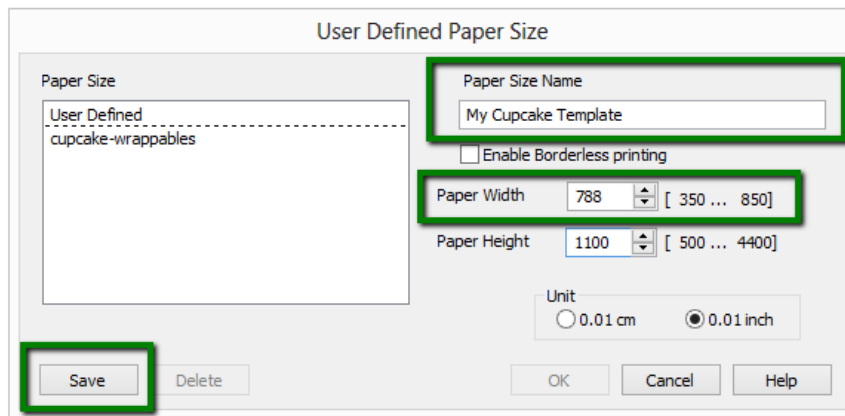 User Defined Paper Size
Paper Size
User Defined
cupcake-wrappables
Paper Size Name
My Cupcake Template
Enable Borderless printing
Paper Width 788 [ 350 ... 850]
Paper Height 1100 [ 500 ... 4400]
Unit
0.01 cm 0.01 inch
Save Delete OK Cancel Help